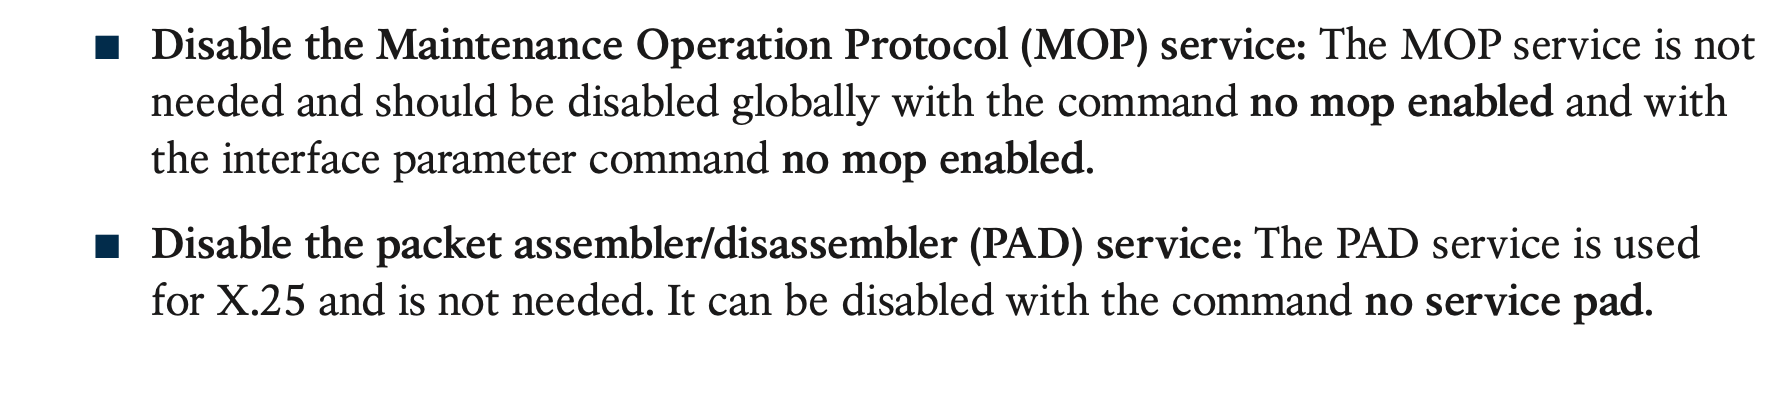 ■ Disable the Maintenance Operation Protocol (MOP) service: The MOP service is not
needed and should be disabled globally with the command no mop enabled and with
the interface parameter command no mop enabled.
■ Disable the packet assembler/disassembler (PAD) service: The PAD service is used
for X.25 and is not needed. It can be disabled with the command no service pad.